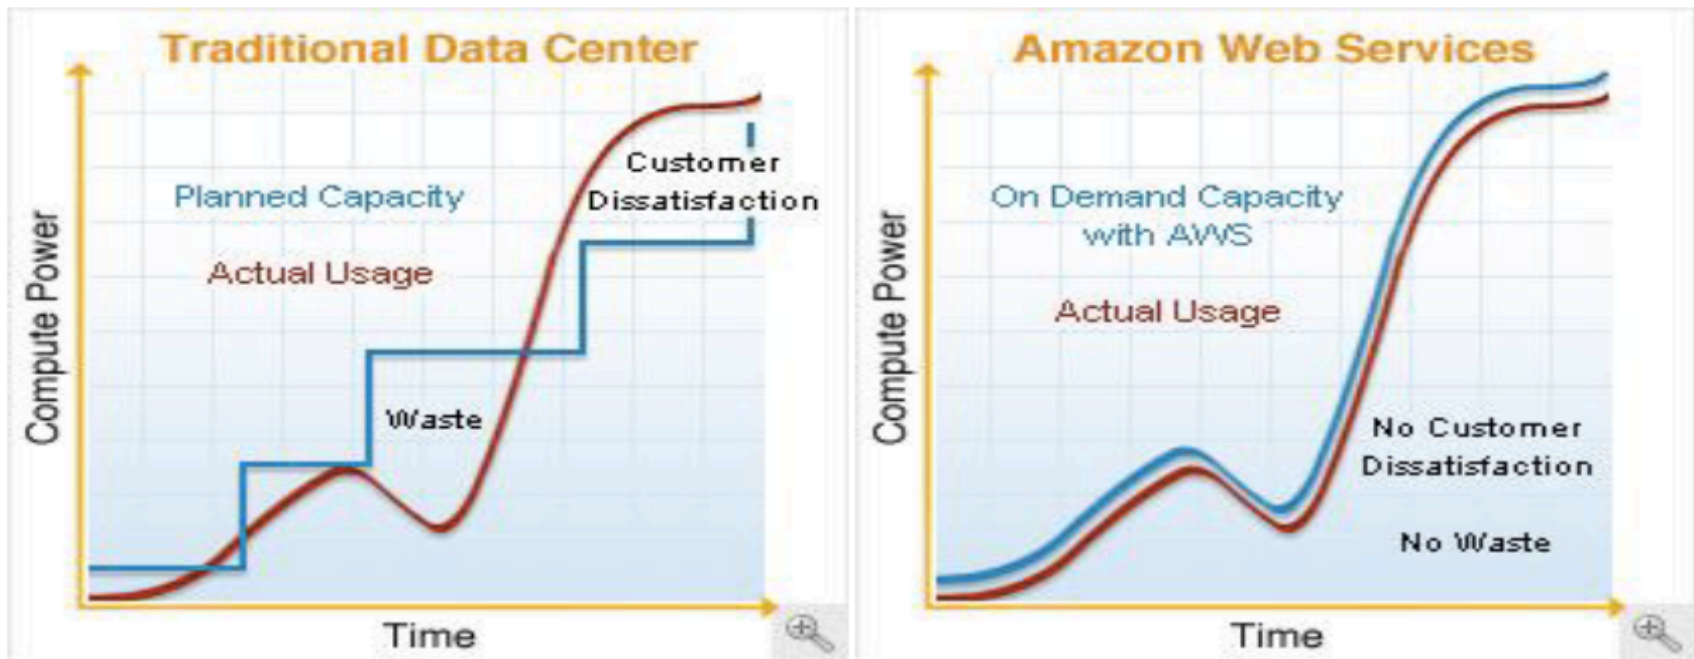 Traditional Data Center
Planned Capacity
Actual Usage
Customer
Dissatisfaction
Waste
Compute Power
Time
Amazon Web Services
On Demand Capacity
with AWS
Actual Usage
No Customer
Dissatisfaction
No Waste
Compute Power
Time